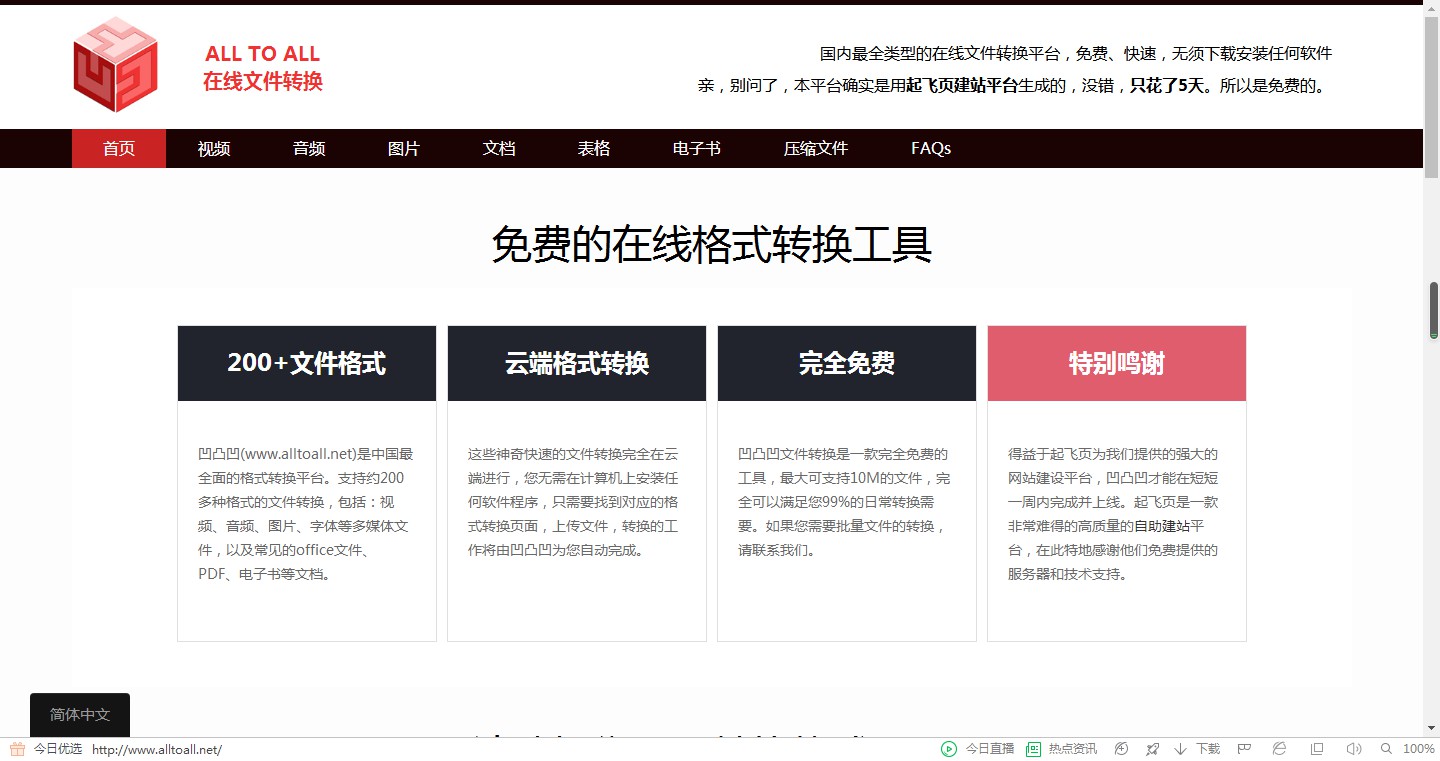 ALL TO ALL
在线文件转换
国内最全类型的在线文件转换平台，免费、快速，无须下载安装任何软件
亲，别问了，本平台确实是用起飞页建站平台生成的，没错，只花了5天。所以是免费的。
首页 视频 音频 图片 文档 表格 电子书 压缩文件 FAQs
免费的在线格式转换工具
200+文件格式
凹凸凹(www.alltoall.net)是中国最
全面的格式转换平台。支持约200
多种格式的文件转换，包括：视
频、音频、图片、字体等多媒体文
件，以及常见的office文件、
PDF、电子书等文档。
云端格式转换
这些神奇快速的文件转换完全在云
端进行，您无需在计算机上安装任
何软件程序，只需要找到对应的格
式转换页面，上传文件，转换的工
作将由凹凸凹为您自动完成。
完全免费
凹凸凹文件转换是一款完全免费的
工具，最大可支持10M的文件，完
全可以满足您99%的日常转换需
要。如果您需要批量文件的转换，
请联系我们。
特别鸣谢
得益于起飞页为我们提供的强大的
网站建设平台，凹凸凹才能在短短
一周内完成并上线。起飞页是一款
非常难得的高质量的自助建站平
台，在此特地感谢他们免费提供的
服务器和技术支持。
简体中文
今日优选 http://www.alltoall.net/ 今日直播 热点资讯 下载 100%